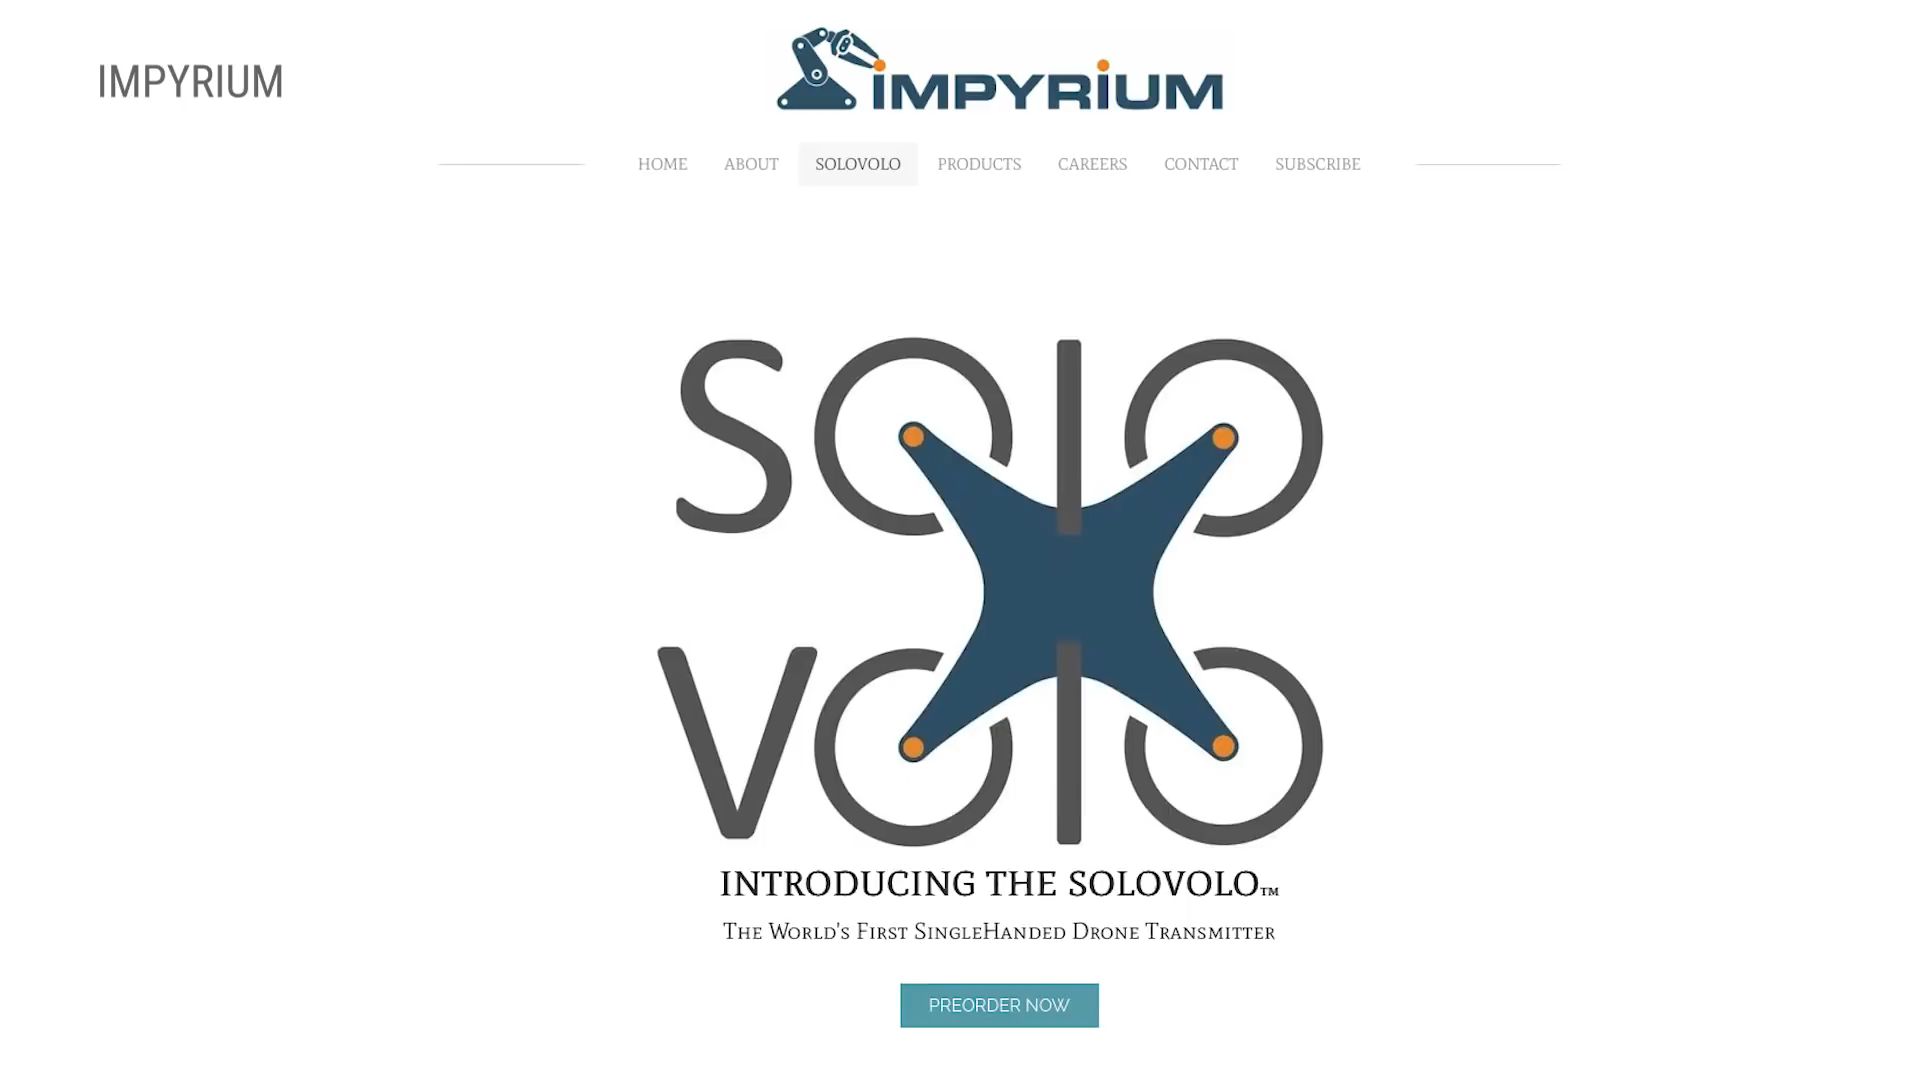 IMPYRIUM
IMPYRIUM
HOME ABOUT SOLOVOLO PRODUCTS CAREERS CONTACT SUBSCRIBE
SOLO
VOLO
INTRODUCING THE SOLOVOLO™
The World's First SingleHanded Drone Transmitter
PREORDER NOW